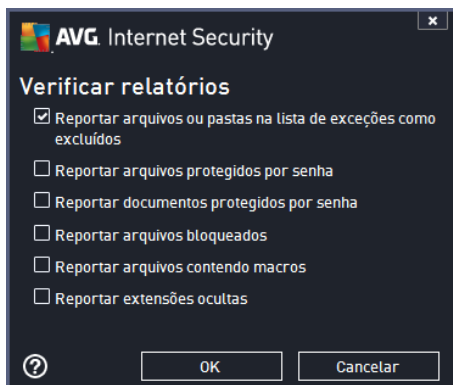 AVG. Internet Security
Verificar relatórios
Reportar arquivos ou pastas na lista de exceções como
excluídos
Reportar arquivos protegidos por senha
Reportar documentos protegidos por senha
Reportar arquivos bloqueados
Reportar arquivos contendo macros
Reportar extensões ocultas
?
OK
Cancelar